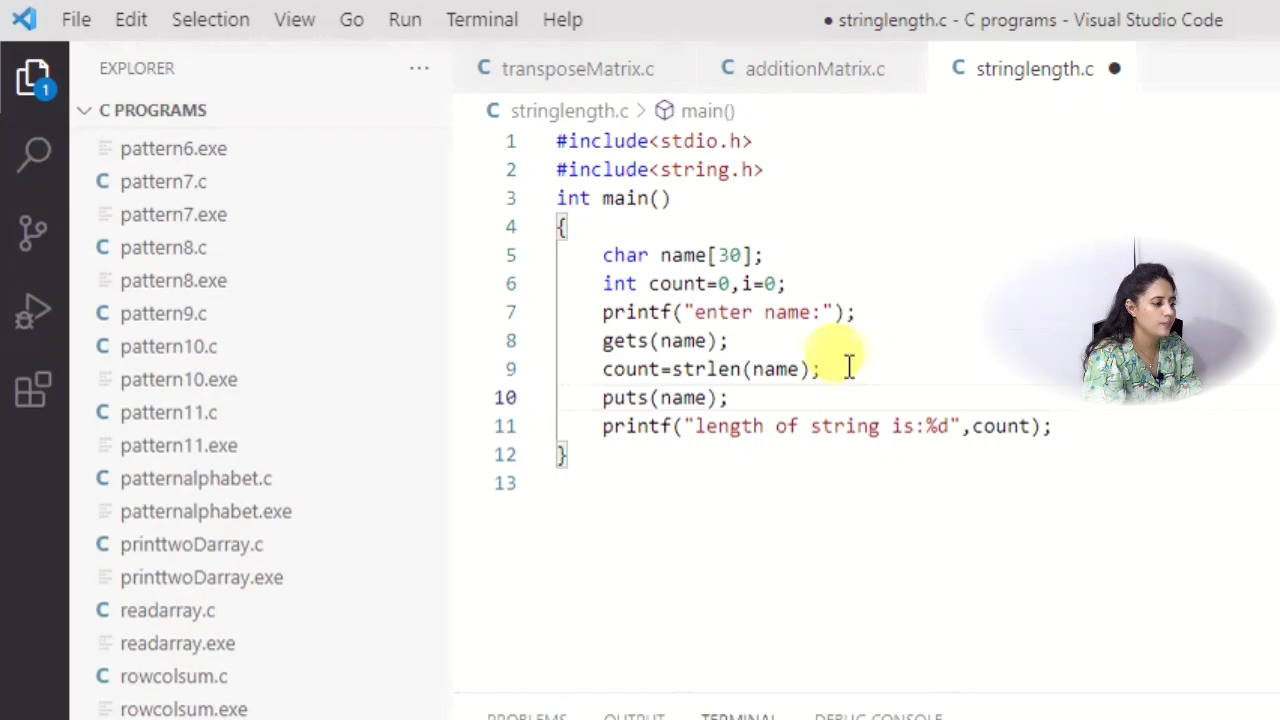 File Edit Selection View Go Run Terminal Help
● stringlength.c - C programs - Visual Studio Code
EXPLORER ···
C transposeMatrix.c C additionMatrix.c C stringlength.c ●
C PROGRAMS
C stringlength.c > main()
1
pattern6.exe
C pattern7.c
pattern7.exe
C pattern8.c
pattern8.exe
C pattern9.c
C pattern10.c
pattern10.exe
C pattern11.c
pattern11.exe
C patternalphabet.c
patternalphabet.exe
C printtwoDarray.c
printtwoDarray.exe
C readarray.c
readarray.exe
C rowcolsum.c
rowcolsum.exe
1 #include<stdio.h>
2 #include<string.h>
3 int main()
4 {
5 char name[30];
6 int count=0,i=0;
7 printf("enter name:");
8 gets(name);
9 count=strlen(name);
10 puts(name);
11 printf("length of string is:%d",count);
12 }
13
PROBLEMS OUTPUT TERMINAL DEBUG CONSOLE